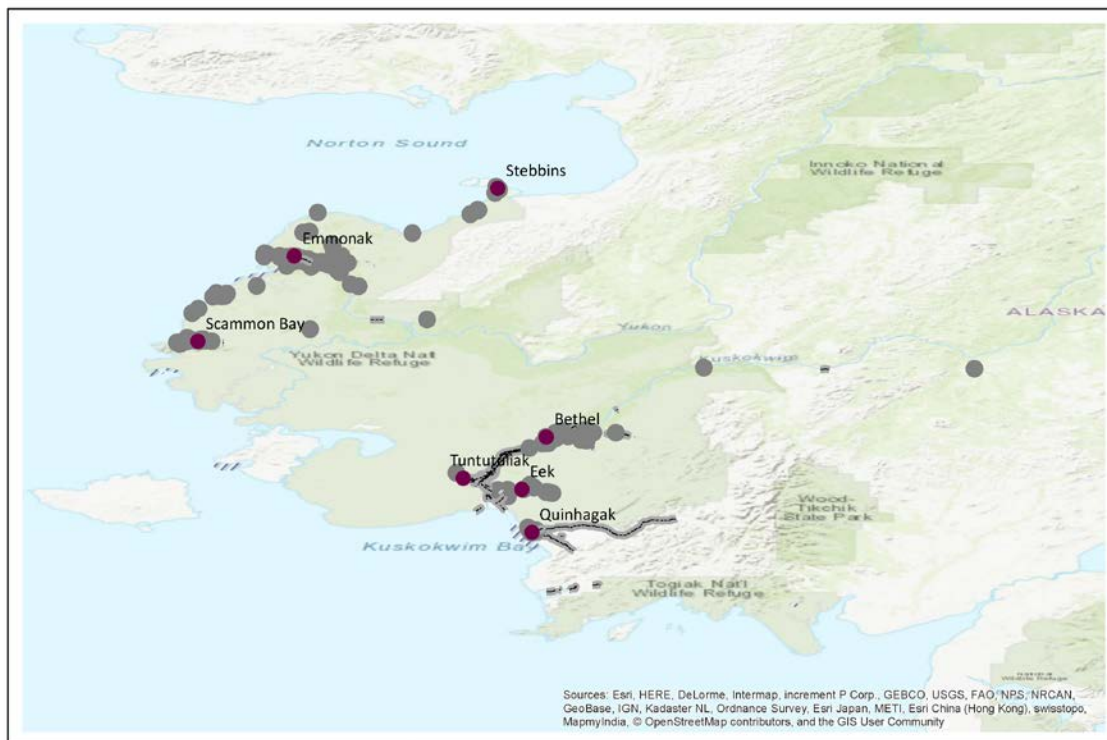 Norton Sound
Stebbins
Innoko National
Wildlife Refuge
Emmonak
ALASKA
Scammon Bay
Yukon
Yukon Delta Nat'l
Wildlife Refuge
Kuskokwim
Bethel
Tuntutuliak
Eek
Wood-
Tikchik
State Park
Quinhagak
Kuskokwim Bay
Togiak Nat'l
Wildlife Refuge
National
Wildlife Refuge
Sources: Esri, HERE, DeLorme, Intermap, increment P Corp., GEBCO, USGS, FAO, NPS, NRCAN,
GeoBase, IGN, Kadaster NL, Ordnance Survey, Esri Japan, METI, Esri China (Hong Kong), swisstopo,
MapmyIndia, © OpenStreetMap contributors, and the GIS User Community